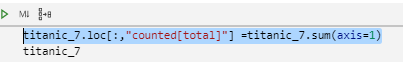 M↓
titanic_7.loc[:,"counted[total]"] =titanic_7.sum(axis=1)
titanic_7